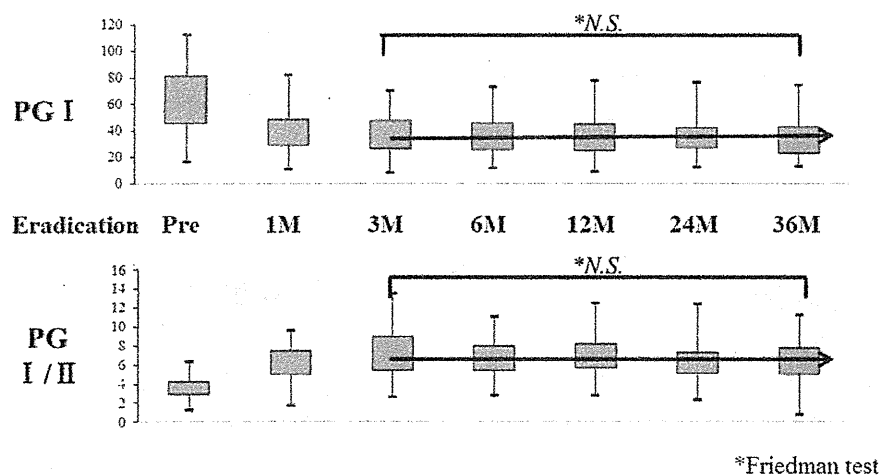 *N.S.
120
100
80
60
40
20
0
PG Ⅰ
Eradication Pre 1M 3M 6M 12M 24M 36M
*N.S.
16
14
12
10
8
6
4
2
0
PG
Ⅰ/Ⅱ
*Friedman test